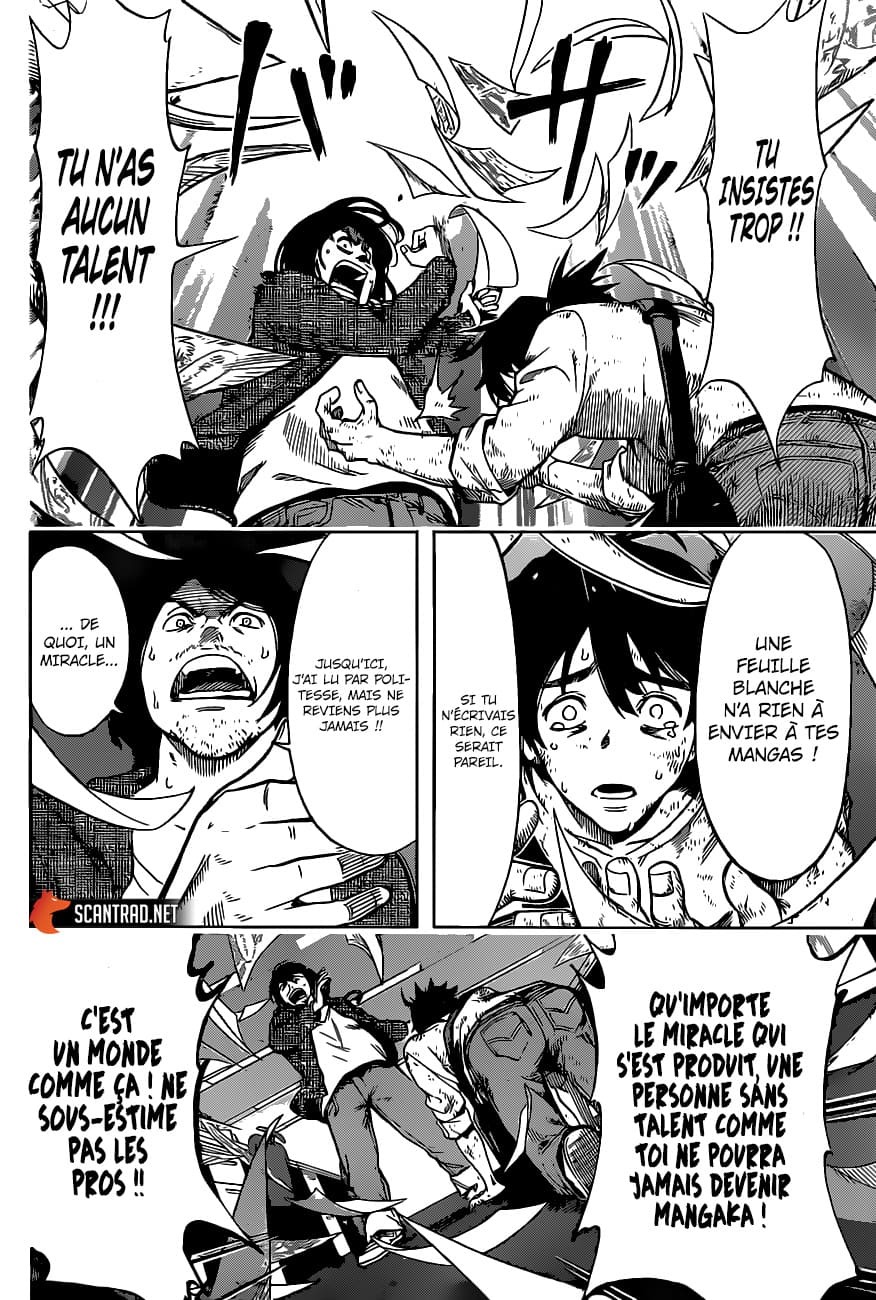 TU
INSISTES
TROP !!
TU N'AS
AUCUN
TALENT
!!!
UNE
FEUILLE
BLANCHE
N'A RIEN À
ENVIER À TES
MANGAS !
SI TU
N'ÉCRIVAIS
RIEN, CE
SERAIT
PAREIL.
JUSQU'ICI,
J'AI LU PAR POLI-
TESSE, MAIS NE
REVIENS PLUS
JAMAIS !!
... DE
QUOI, UN
MIRACLE...
SCANTRAD.NET
QU'IMPORTE
LE MIRACLE QUI
S'EST PRODUIT, UNE
PERSONNE SANS
TALENT COMME
TOI NE POURRA
JAMAIS DEVENIR
MANGAKA !
C'EST
UN MONDE
COMME ÇA ! NE
SOUS-ESTIME
PAS LES
PROS !!